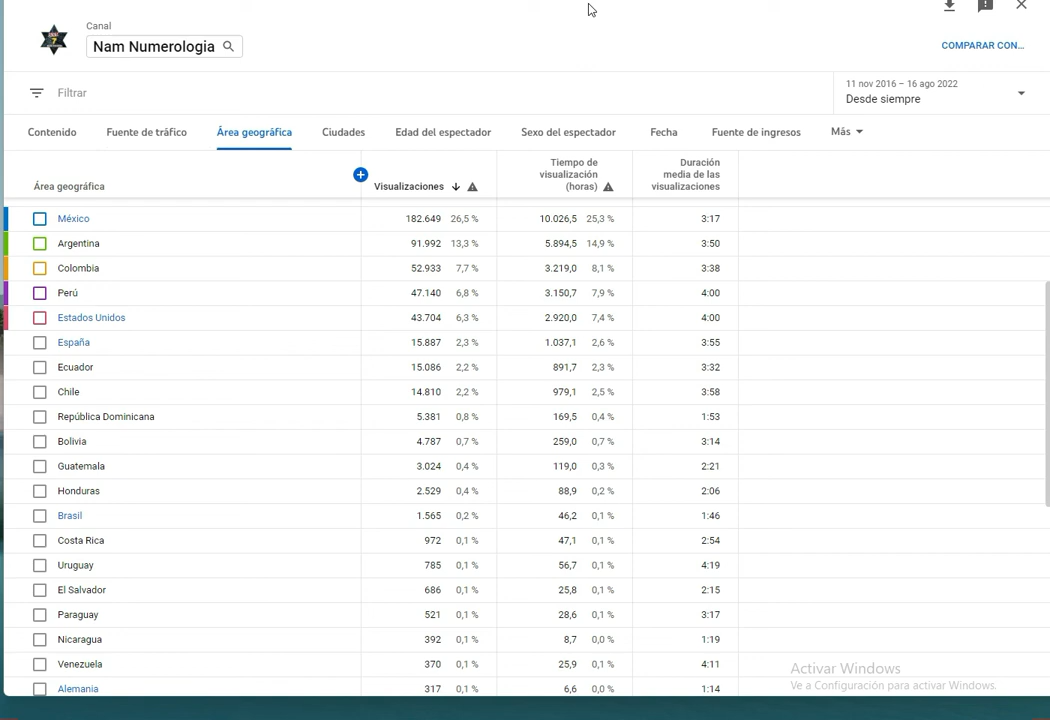 Canal
Nam Numerologia
COMPARAR CON...
Filtrar
11 nov 2016 – 16 ago 2022
Desde siempre
Contenido Fuente de tráfico Área geográfica Ciudades Edad del espectador Sexo del espectador Fecha Fuente de ingresos Más
Área geográfica Visualizaciones Tiempo de visualización (horas) Duración media de las visualizaciones
México 182.649 26,5 % 10.026,5 25,3 % 3:17
Argentina 91.992 13,3 % 5.894,5 14,9 % 3:50
Colombia 52.933 7,7 % 3.219,0 8,1 % 3:38
Perú 47.140 6,8 % 3.150,7 7,9 % 4:00
Estados Unidos 43.704 6,3 % 2.920,0 7,4 % 4:00
España 15.887 2,3 % 1.037,1 2,6 % 3:55
Ecuador 15.086 2,2 % 891,7 2,3 % 3:32
Chile 14.810 2,2 % 979,1 2,5 % 3:58
República Dominicana 5.381 0,8 % 169,5 0,4 % 1:53
Bolivia 4.787 0,7 % 259,0 0,7 % 3:14
Guatemala 3.024 0,4 % 119,0 0,3 % 2:21
Honduras 2.529 0,4 % 88,9 0,2 % 2:06
Brasil 1.565 0,2 % 46,2 0,1 % 1:46
Costa Rica 972 0,1 % 47,1 0,1 % 2:54
Uruguay 785 0,1 % 56,7 0,1 % 4:19
El Salvador 686 0,1 % 25,8 0,1 % 2:15
Paraguay 521 0,1 % 28,6 0,1 % 3:17
Nicaragua 392 0,1 % 8,7 0,0 % 1:19
Venezuela 370 0,1 % 25,9 0,1 % 4:11
Alemania 317 0,1 % 6,6 0,0 % 1:14
Activar Windows
Ve a Configuración para activar Windows.